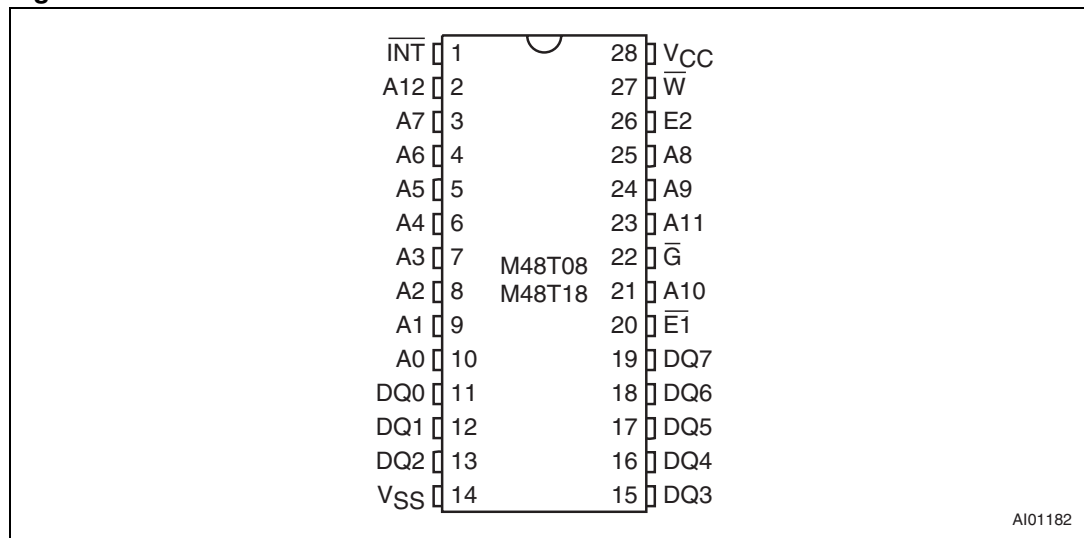 I̅N̅T̅ 1 28 VCC
A12 2 27 W̅
A7 3 26 E2
A6 4 25 A8
A5 5 24 A9
A4 6 23 A11
A3 7 22 G̅
M48T08
A2 8 M48T18 21 A10
A1 9 20 E̅1̅
A0 10 19 DQ7
DQ0 11 18 DQ6
DQ1 12 17 DQ5
DQ2 13 16 DQ4
VSS 14 15 DQ3
AI01182